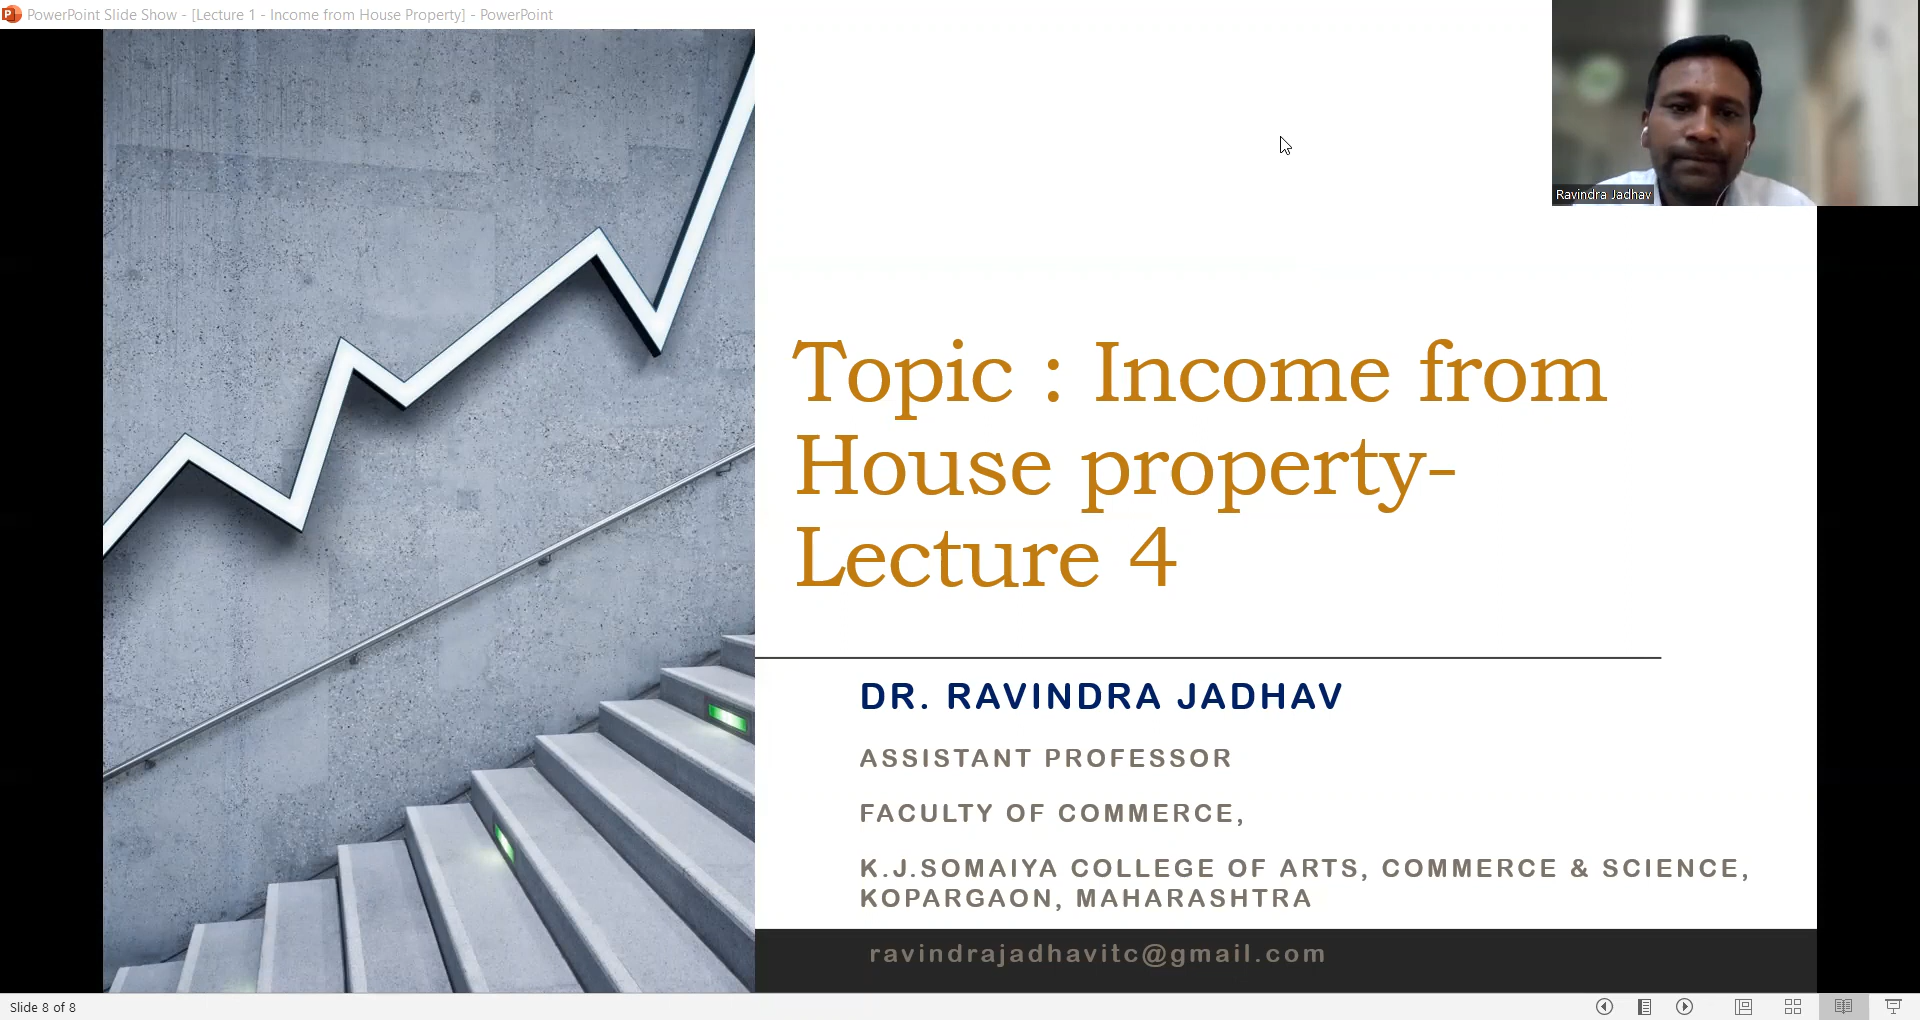 PowerPoint Slide Show - [Lecture 1 - Income from House Property] - PowerPoint
Ravindra Jadhav
Topic : Income from
House property-
Lecture 4
DR. RAVINDRA JADHAV
ASSISTANT PROFESSOR
FACULTY OF COMMERCE,
K.J.SOMAIYA COLLEGE OF ARTS, COMMERCE & SCIENCE,
KOPARGAON, MAHARASHTRA
ravindrajadhavitc@gmail.com
Slide 8 of 8